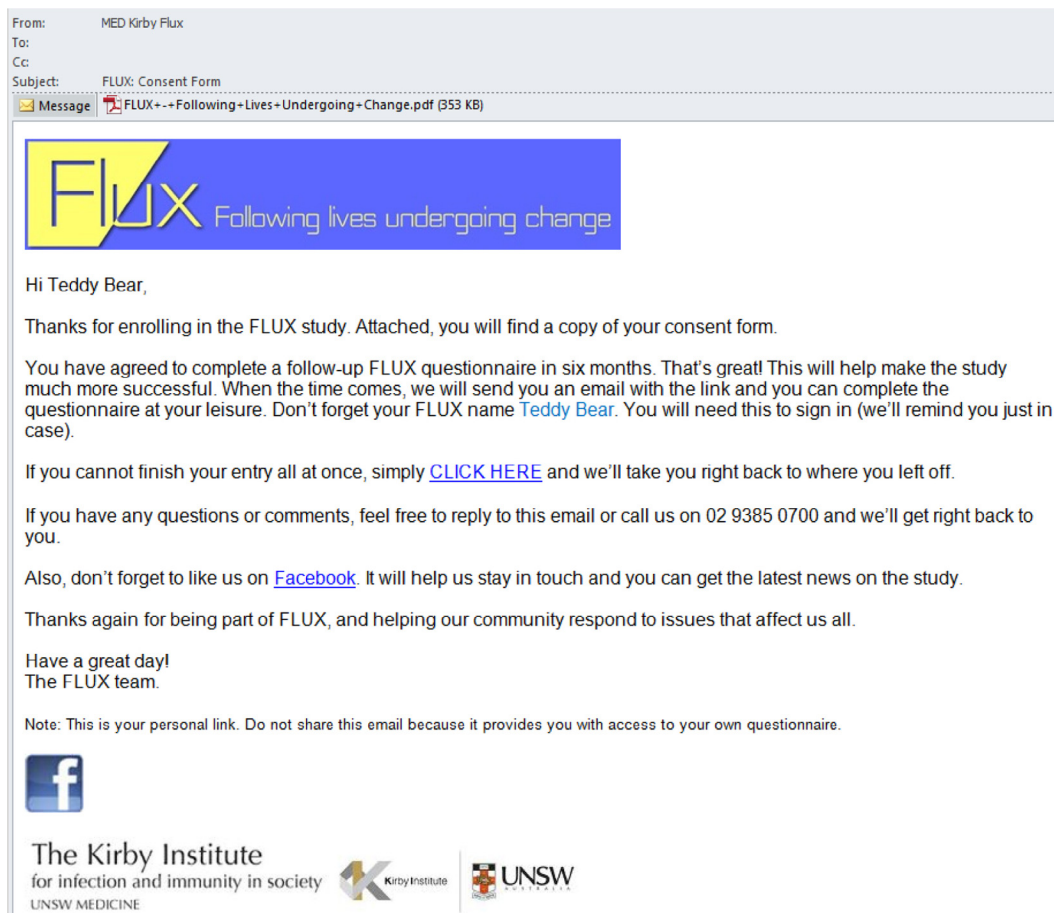 From: MED Kirby Flux
To:
Cc:
Subject: FLUX: Consent Form
Message FLUX+-+Following+Lives+Undergoing+Change.pdf (353 KB)
Flux Following lives undergoing change
Hi Teddy Bear,
Thanks for enrolling in the FLUX study. Attached, you will find a copy of your consent form.
You have agreed to complete a follow-up FLUX questionnaire in six months. That's great! This will help make the study
much more successful. When the time comes, we will send you an email with the link and you can complete the
questionnaire at your leisure. Don't forget your FLUX name Teddy Bear. You will need this to sign in (we'll remind you just in
case).
If you cannot finish your entry all at once, simply CLICK HERE and we'll take you right back to where you left off.
If you have any questions or comments, feel free to reply to this email or call us on 02 9385 0700 and we'll get right back to
you.
Also, don't forget to like us on Facebook. It will help us stay in touch and you can get the latest news on the study.
Thanks again for being part of FLUX, and helping our community respond to issues that affect us all.
Have a great day!
The FLUX team.
Note: This is your personal link. Do not share this email because it provides you with access to your own questionnaire.
f
The Kirby Institute
for infection and immunity in society
UNSW MEDICINE
Kirby Institute
UNSW
AUSTRALIA